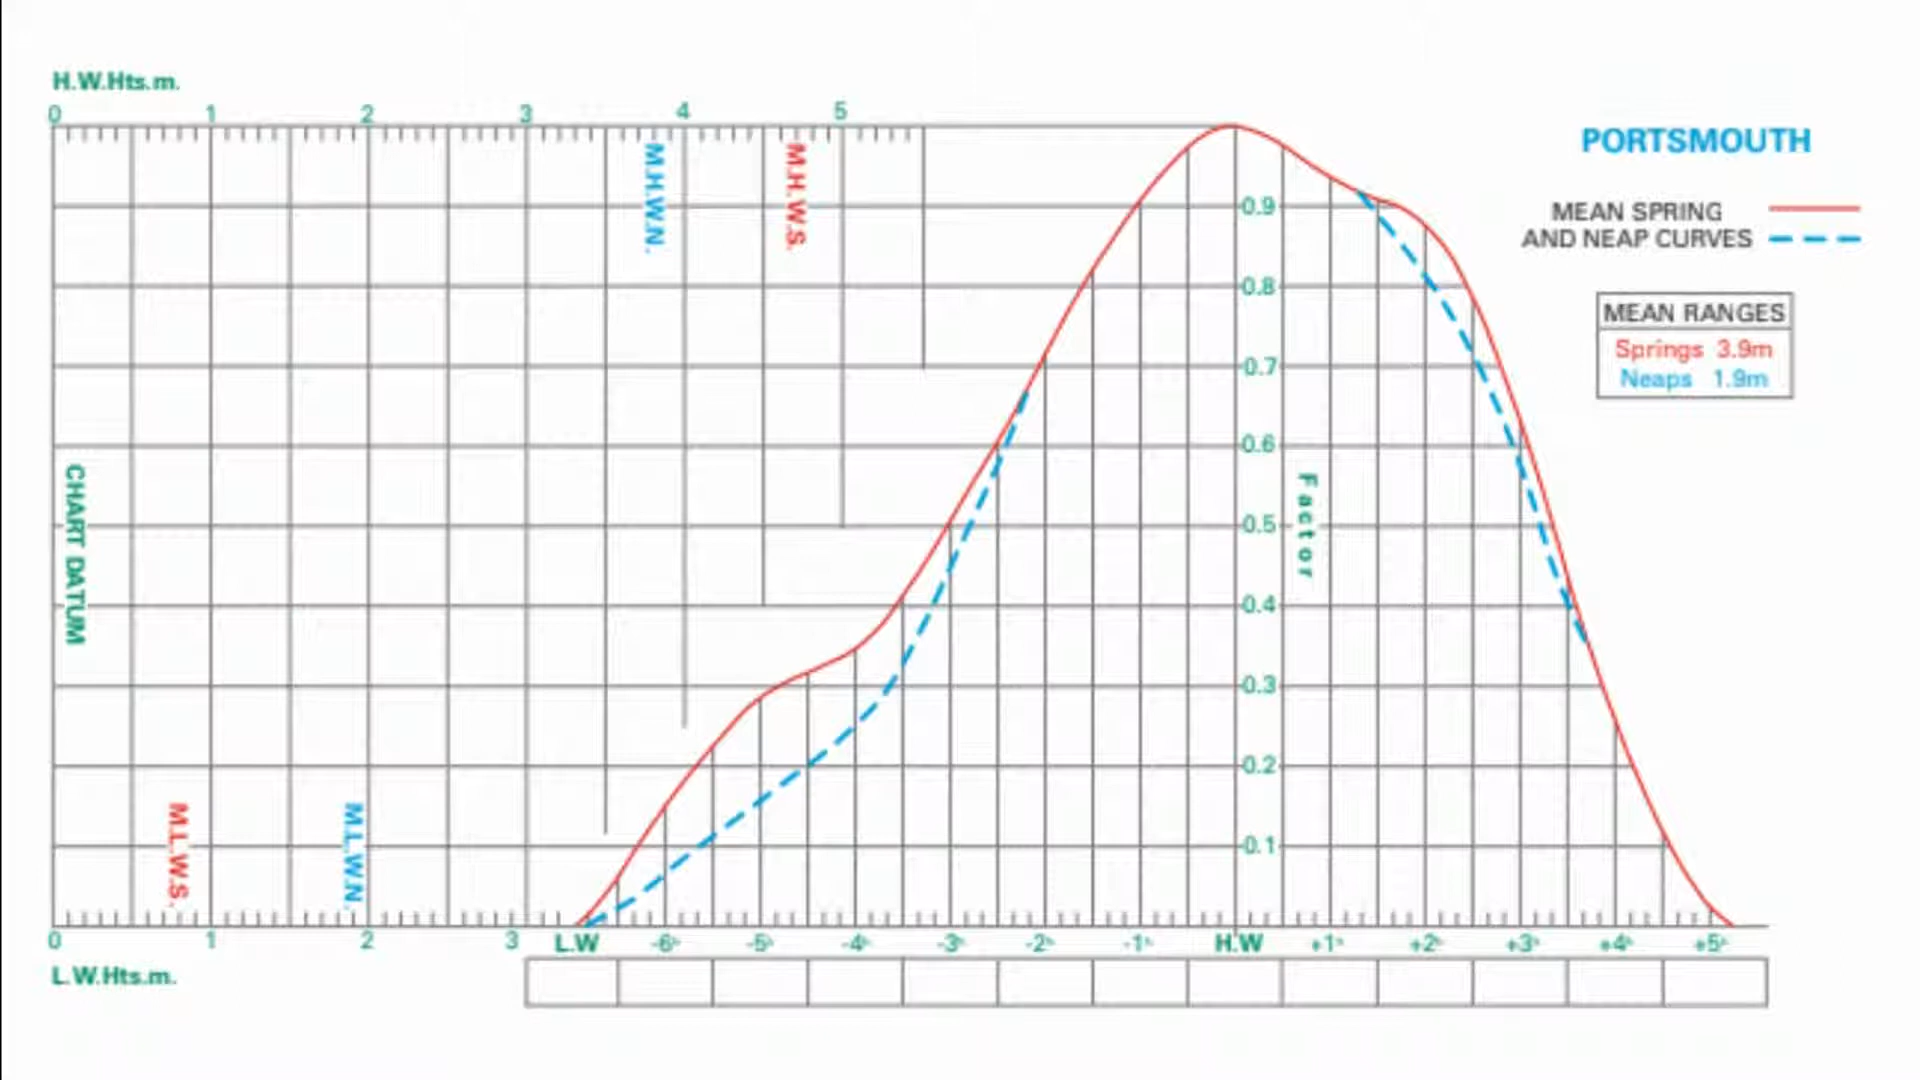 H.W.Hts.m.
0 1 2 3 4 5
M.H.W.N.
M.H.W.S.
PORTSMOUTH
MEAN SPRING
AND NEAP CURVES
MEAN RANGES
Springs 3.9m
Neaps 1.9m
0.9
0.8
0.7
0.6
0.5
0.4
0.3
0.2
0.1
Factor
CHART DATUM
M.L.W.S.
M.L.W.N.
0 1 2 3 L.W -6h -5h -4h -3h -2h -1h H.W +1h +2h +3h +4h +5h
L.W.Hts.m.